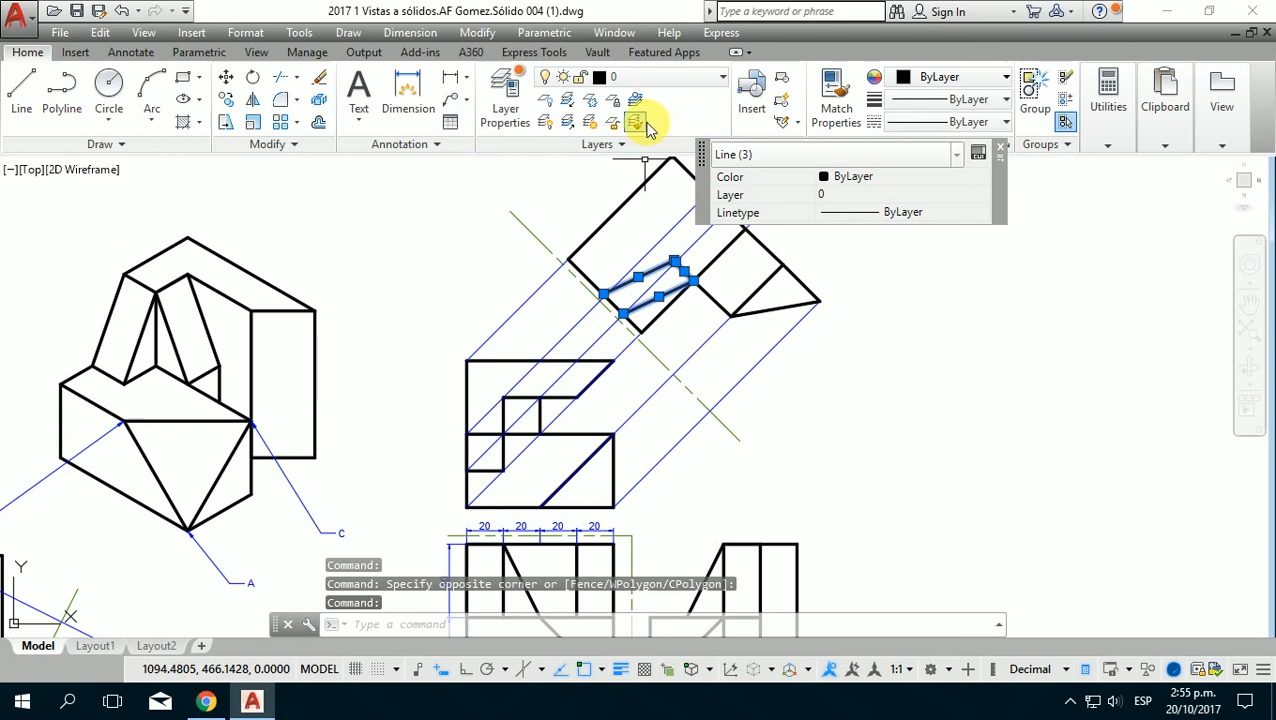 2017 1 Vistas a sólidos.AF Gomez.Sólido 004 (1).dwg
Type a keyword or phrase
Sign In
File Edit View Insert Format Tools Draw Dimension Modify Parametric Window Help Express
Home Insert Annotate Parametric View Manage Output Add-ins A360 Express Tools Vault Featured Apps
Line Polyline Circle Arc
Text Dimension
Layer Properties
0
Insert
Match Properties
ByLayer
ByLayer
ByLayer
Group
Utilities
Clipboard
View
Draw Modify Annotation Layers Groups
[−][Top][2D Wireframe]
Line (3)
Color ByLayer
Layer 0
Linetype ByLayer
C
A
20 20 20 20
Command:
Command: Specify opposite corner or [Fence/WPolygon/CPolygon]:
Command:
Type a command
Y
X
Model Layout1 Layout2 +
1094.4805, 466.1428, 0.0000 MODEL 1:1 Decimal
ESP
2:55 p.m.
20/10/2017